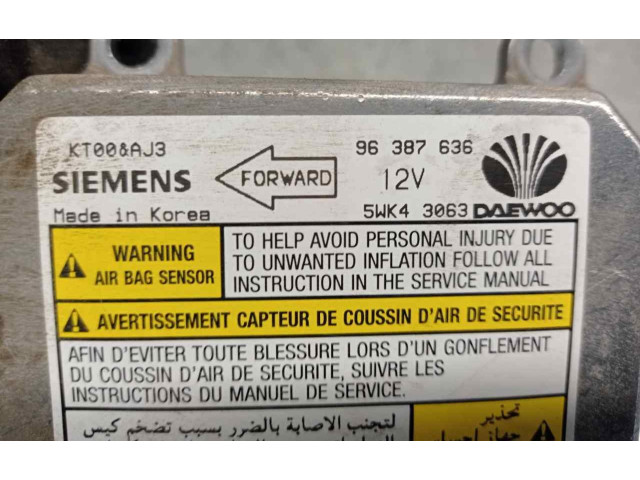 KT00&AJ3
96 387 636
SIEMENS
FORWARD
12V
Made in Korea
5WK4 3063 DAEWOO
WARNING
AIR BAG SENSOR
TO HELP AVOID PERSONAL INJURY DUE
TO UNWANTED INFLATION FOLLOW ALL
INSTRUCTION IN THE SERVICE MANUAL
AVERTISSEMENT CAPTEUR DE COUSSIN D'AIR DE SECURITE
AFIN D'EVITER TOUTE BLESSURE LORS D'UN GONFLEMENT
DU COUSSIN D'AIR DE SECURITE, SUIVRE LES
INSTRUCTIONS DU MANUEL DE SERVICE.
تحذير
لتجنب الاصابة بالضرر بسبب تضخم كيس